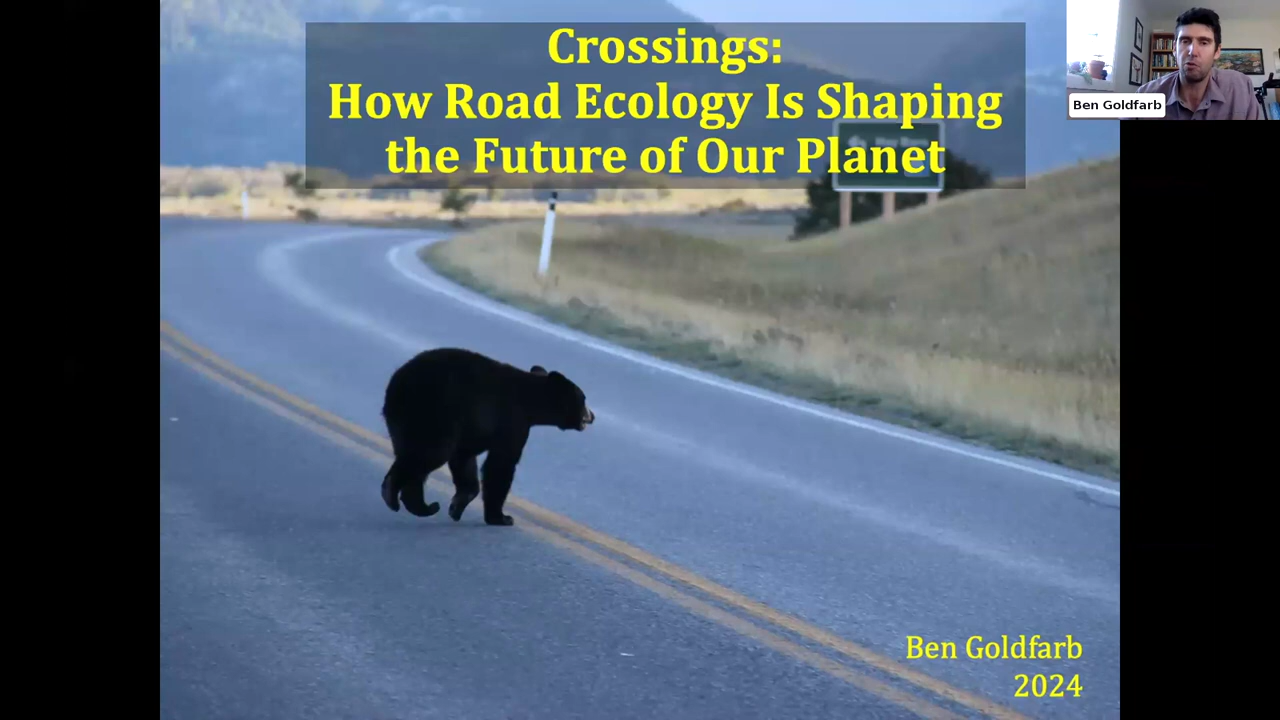 Crossings:
How Road Ecology Is Shaping
the Future of Our Planet
Ben Goldfarb
Ben Goldfarb
2024